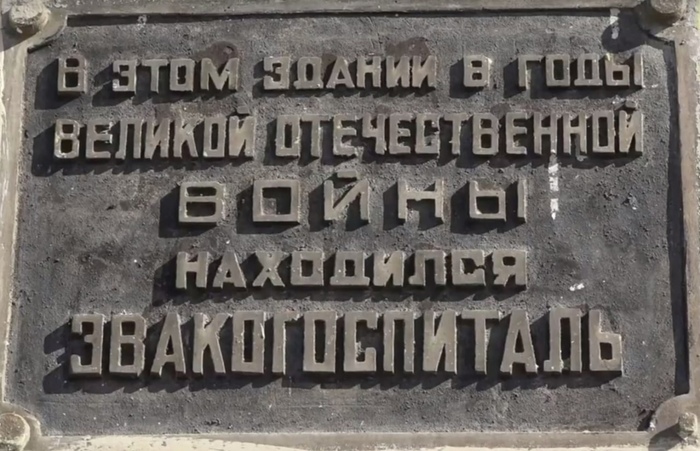 В ЭТОМ ЗДАНИИ В ГОДЫ
ВЕЛИКОЙ ОТЕЧЕСТВЕННОЙ
ВОЙНЫ
НАХОДИЛСЯ
ЭВАКОГОСПИТАЛЬ